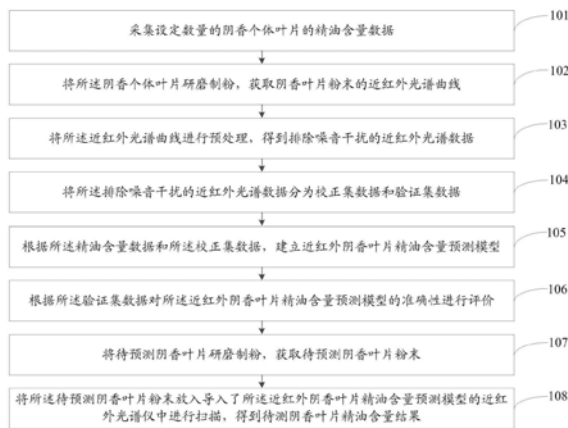 采集设定数量的阴香个体叶片的精油含量数据
101
将所述阴香个体叶片研磨制粉，获取阴香叶片粉末的近红外光谱曲线
102
将所述近红外光谱曲线进行预处理，得到排除噪音干扰的近红外光谱数据
103
将所述排除噪音干扰的近红外光谱数据分为校正集数据和验证集数据
104
根据所述精油含量数据和所述校正集数据，建立近红外阴香叶片精油含量预测模型
105
根据所述验证集数据对所述近红外阴香叶片精油含量预测模型的准确性进行评价
106
将待预测阴香叶片研磨制粉，获取待预测阴香叶片粉末
107
将所述待预测阴香叶片粉末放入导入了所述近红外阴香叶片精油含量预测模型的近红
外光谱仪中进行扫描，得到待测阴香叶片精油含量结果
108